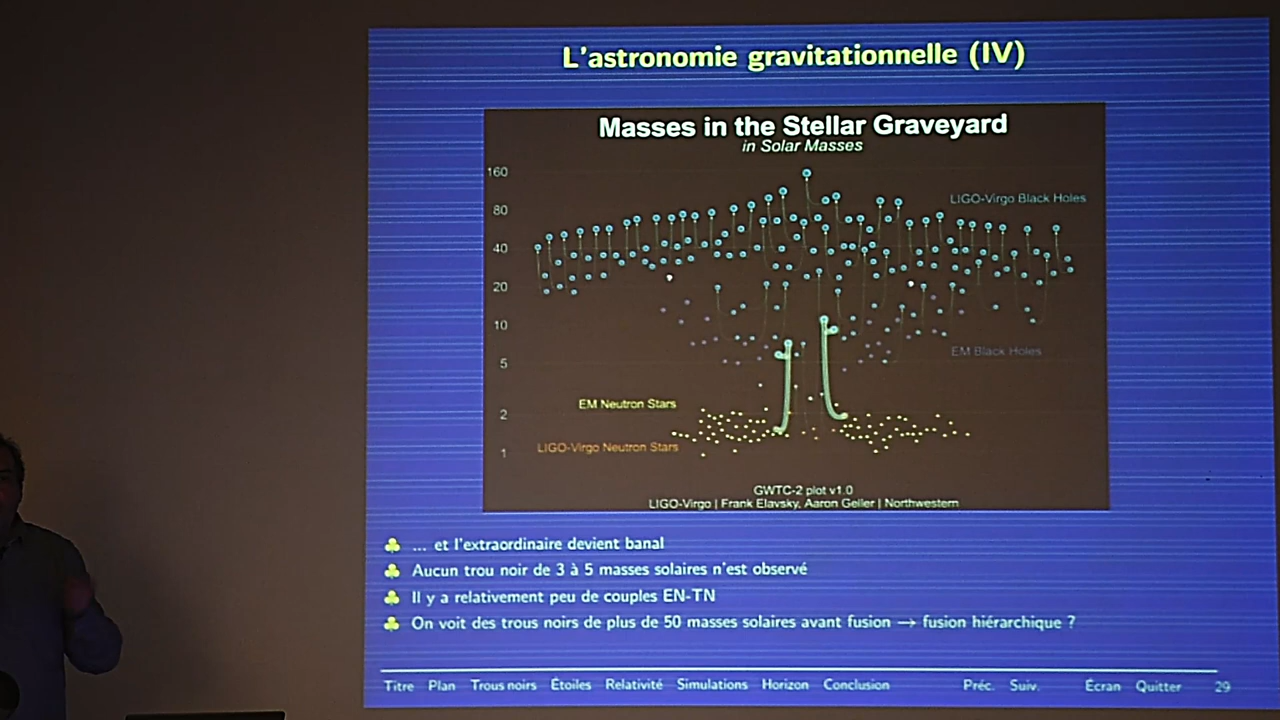 L'astronomie gravitationnelle (IV)
Masses in the Stellar Graveyard
in Solar Masses
160
80
40
20
10
5
2
1
LIGO-Virgo Black Holes
EM Black Holes
EM Neutron Stars
LIGO-Virgo Neutron Stars
GWTC-2 plot v1.0
LIGO-Virgo | Frank Elavsky, Aaron Geller | Northwestern
... et l'extraordinaire devient banal
Aucun trou noir de 3 à 5 masses solaires n'est observé
Il y a relativement peu de couples EN-TN
On voit des trous noirs de plus de 50 masses solaires avant fusion → fusion hiérarchique ?
Titre Plan Trous noirs Étoiles Relativité Simulations Horizon Conclusion Préc. Suiv. Écran Quitter 29